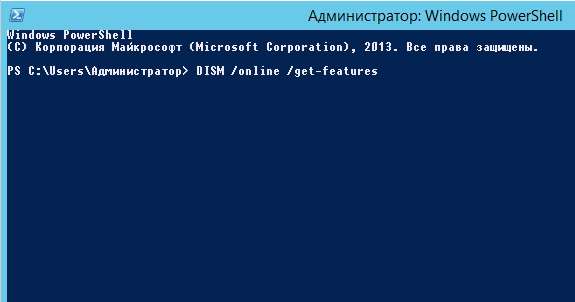 Администратор: Windows PowerShell
Windows PowerShell
(C) Корпорация Майкрософт (Microsoft Corporation), 2013. Все права защищены.
PS C:\Users\Администратор> DISM /online /get-features